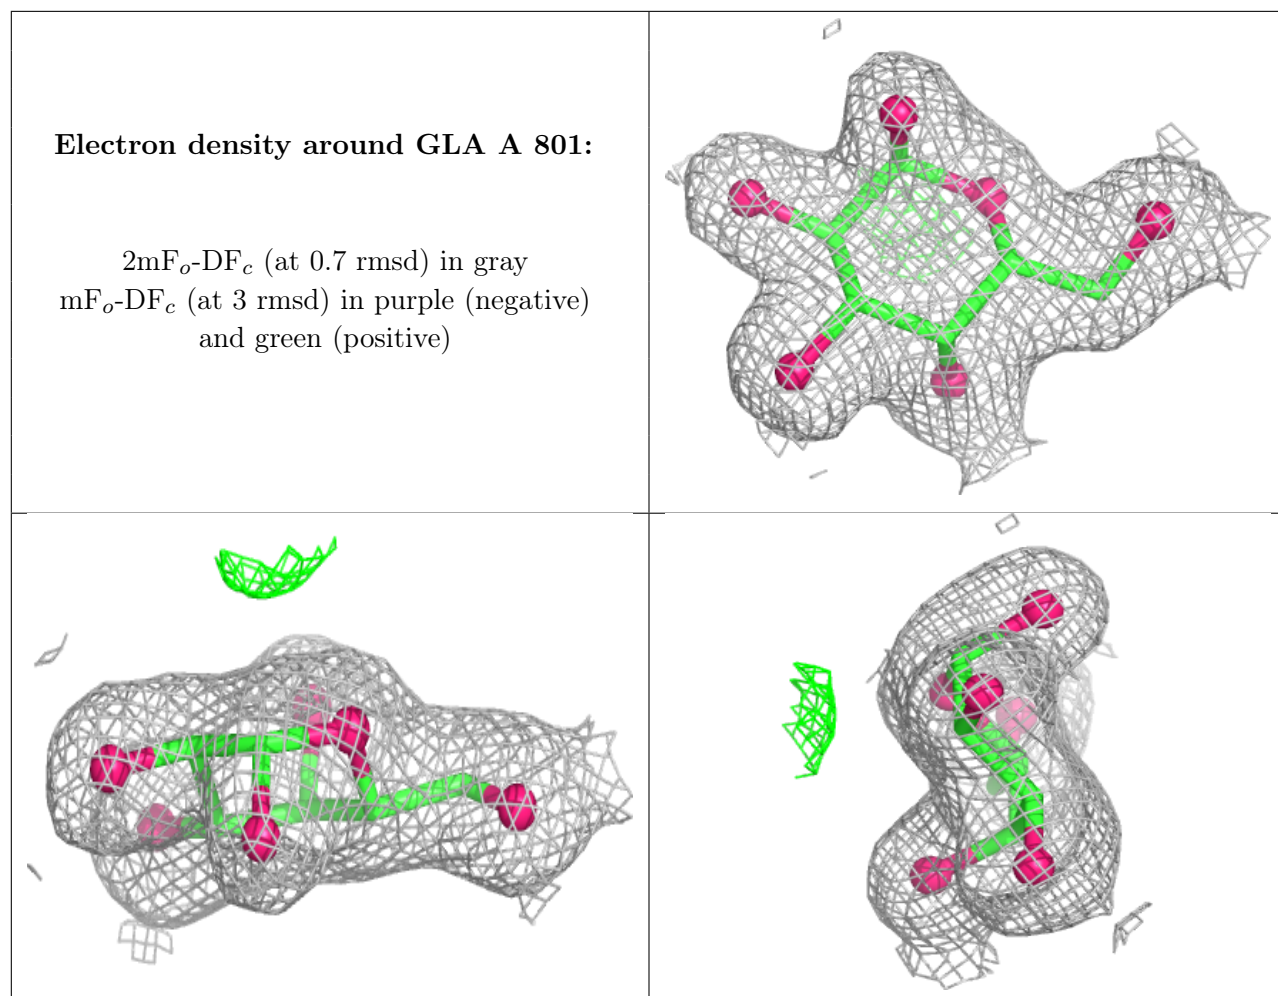 Electron density around GLA A 801:
2mFo-DFc (at 0.7 rmsd) in gray
mFo-DFc (at 3 rmsd) in purple (negative)
and green (positive)